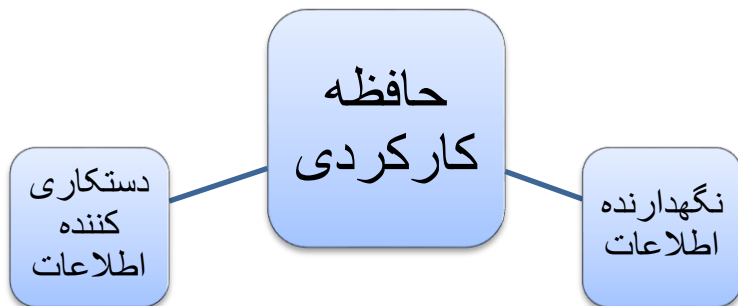 حافظه
کارکردی
نگهدارنده
اطلاعات
دستکاری
کننده
اطلاعات